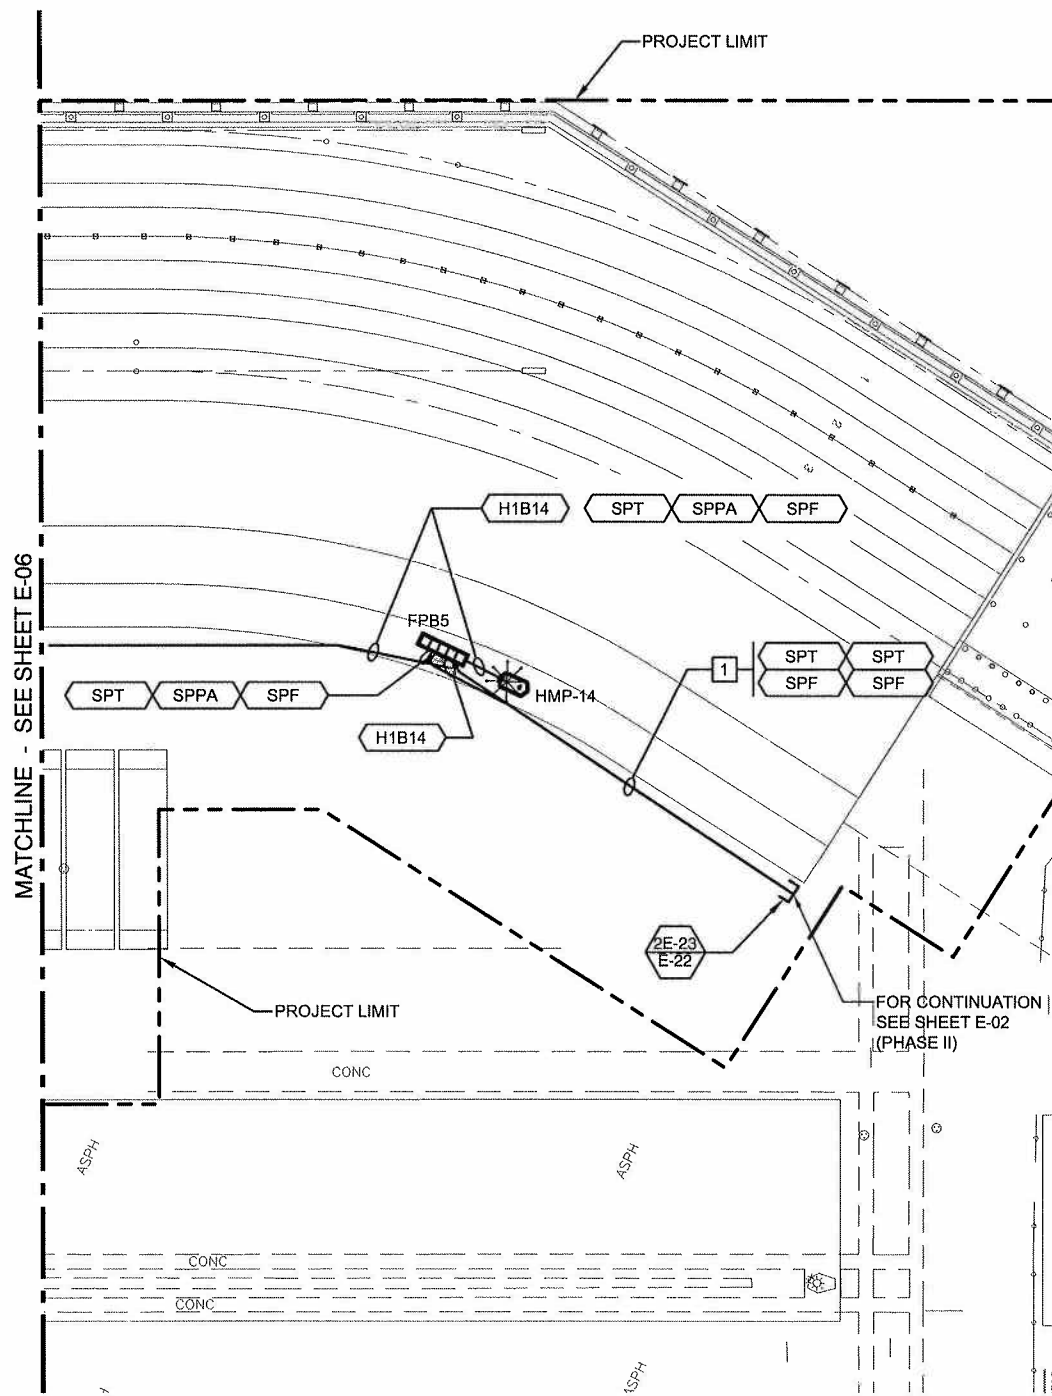 PROJECT LIMIT
2
3
H1B14
SPT SPPA SPF
MATCHLINE - SEE SHEET E-06
FPB5
1
SPT SPT
SPF SPF
SPT SPPA SPF
HMP-14
H1B14
2E-23
E-22
PROJECT LIMIT
FOR CONTINUATION
SEE SHEET E-02
(PHASE II)
CONC
ASPH
ASPH
CONC
CONC
ASPH